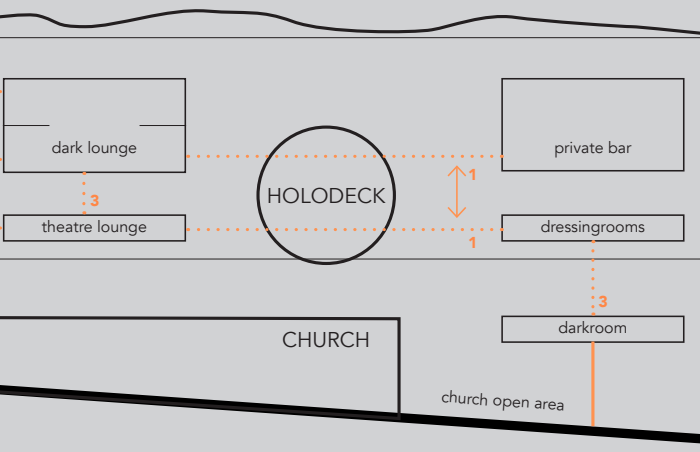 dark lounge
private bar
1
HOLODECK
3
theatre lounge
dressingrooms
1
3
darkroom
CHURCH
church open area